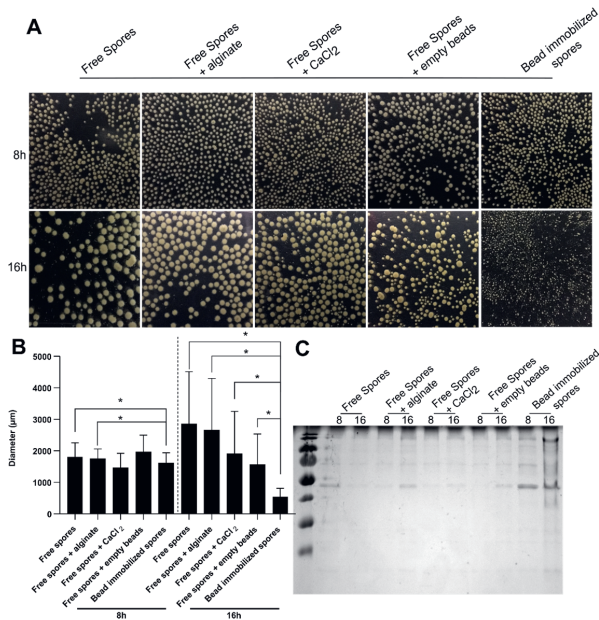 A
Free Spores
Free Spores
+ alginate
Free Spores
+ CaCl2
Free Spores
+ empty beads
Bead immobilized
spores
8h
16h
B
*
*
*
*
*
*
Diameter (µm)
5000
4000
3000
2000
1000
0
Free spores
Free spores + alginate
Free spores + CaCl2
Free spores + empty beads
Bead immobilized spores
Free spores
Free spores + alginate
Free spores + CaCl2
Free spores + empty beads
Bead immobilized spores
8h
16h
C
Free Spores
Free Spores
+ alginate
Free Spores
+ CaCl2
Free Spores
+ empty beads
Bead immobilized
spores
8 16 8 16 8 16 8 16 8 16